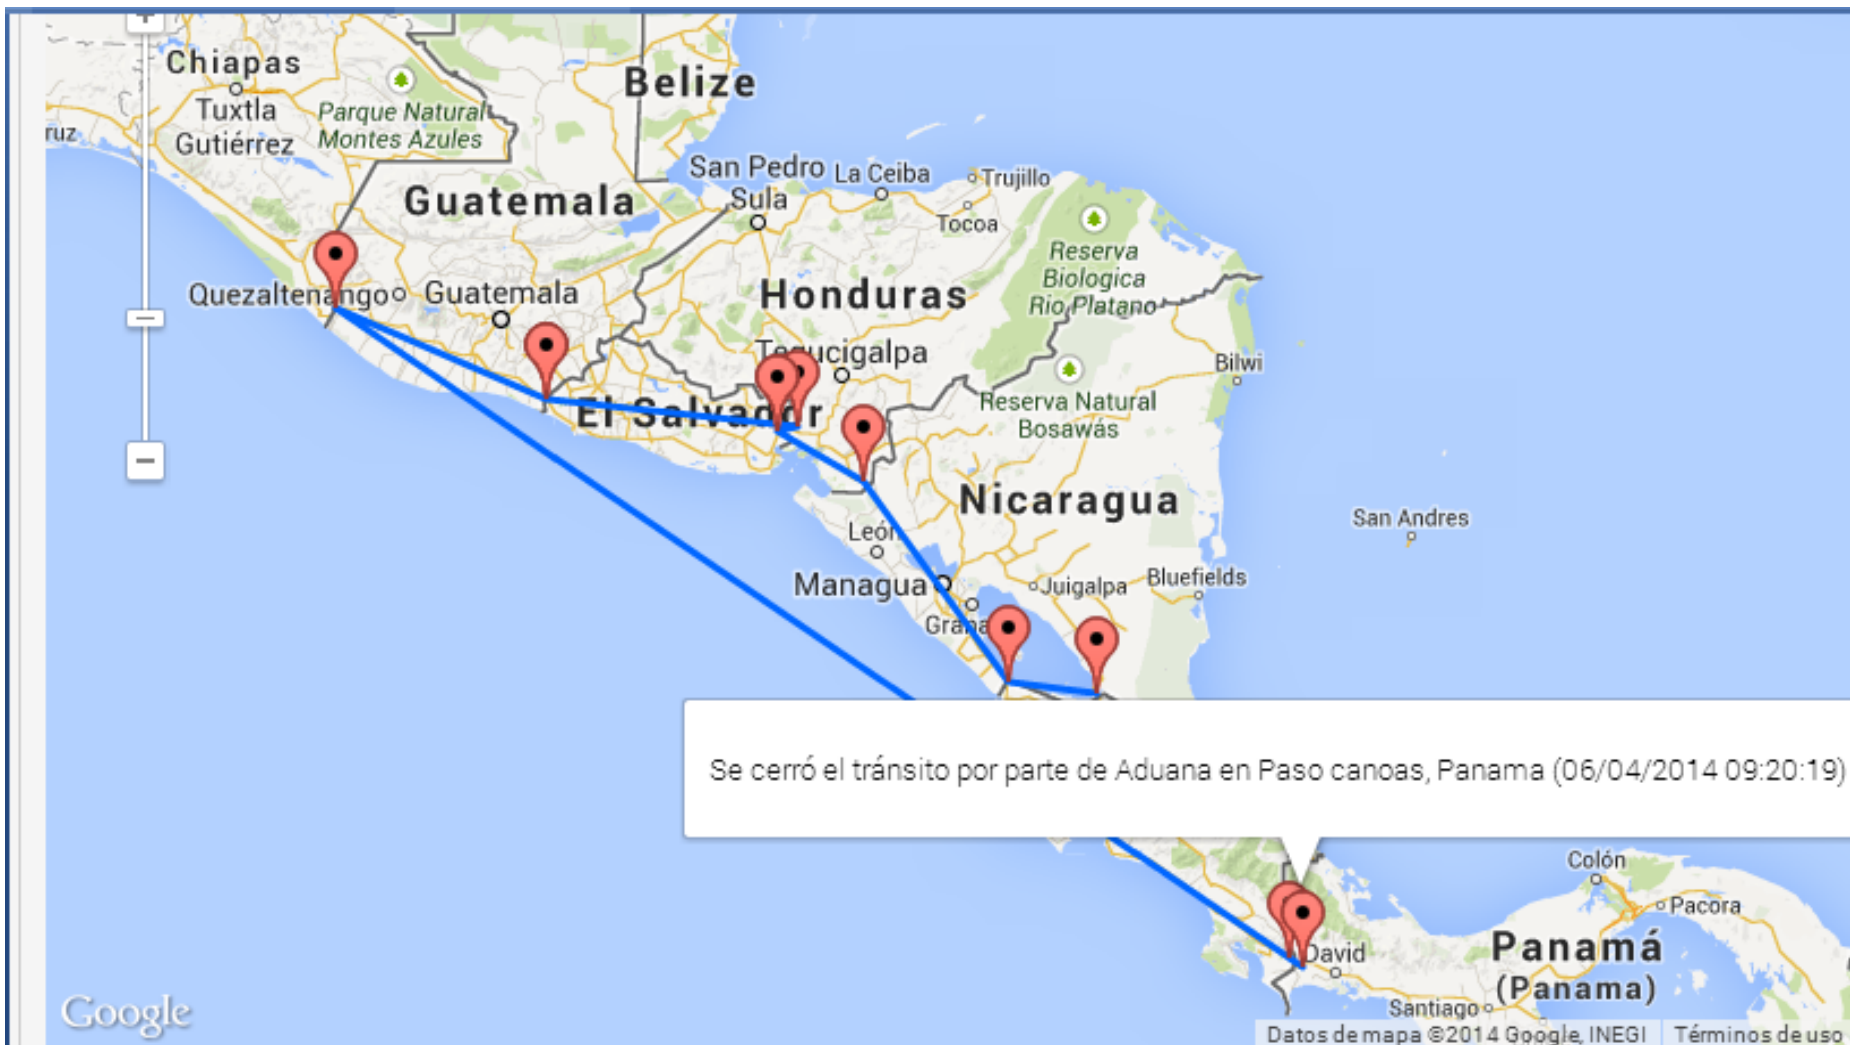 Chiapas
Belize
Tuxtla
Gutiérrez
Parque Natural
Montes Azules
ruz
San Pedro
Sula
La Ceiba
Trujillo
Tocoa
Guatemala
Reserva
Biologica
Rio Platano
Quezaltenango
Guatemala
Honduras
Tegucigalpa
Bilwi
El Salvador
Reserva Natural
Bosawás
Nicaragua
San Andres
León
Managua
Juigalpa
Bluefields
Grana
Se cerró el tránsito por parte de Aduana en Paso canoas, Panama (06/04/2014 09:20:19)
Colón
Pacora
David
Panamá
(Panama)
Santiago
Google
Datos de mapa ©2014 Google, INEGI
Términos de uso